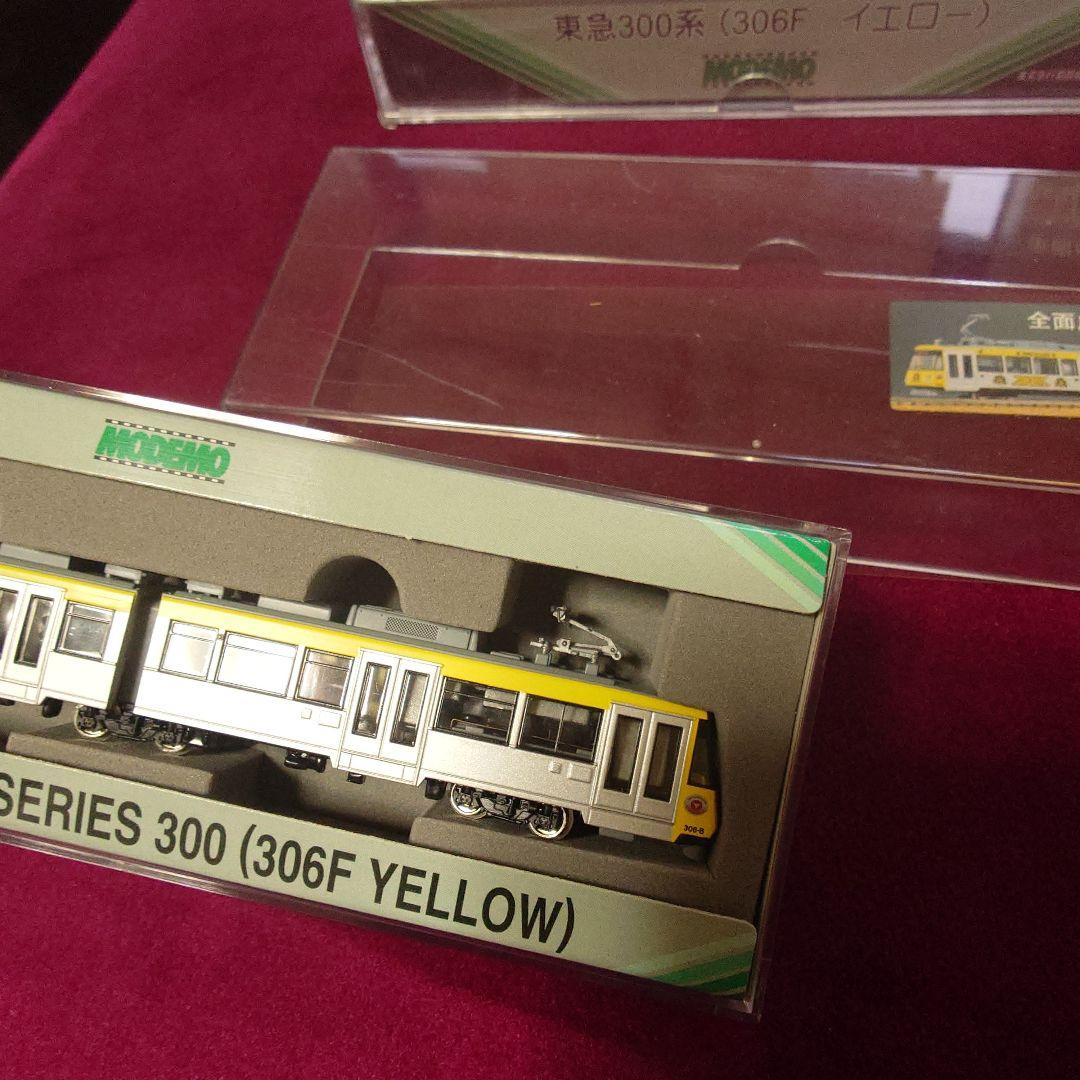 東急300系 (306F イエロー)
MODEMO
全面
MODEMO
306-B
SERIES 300 (306F YELLOW)